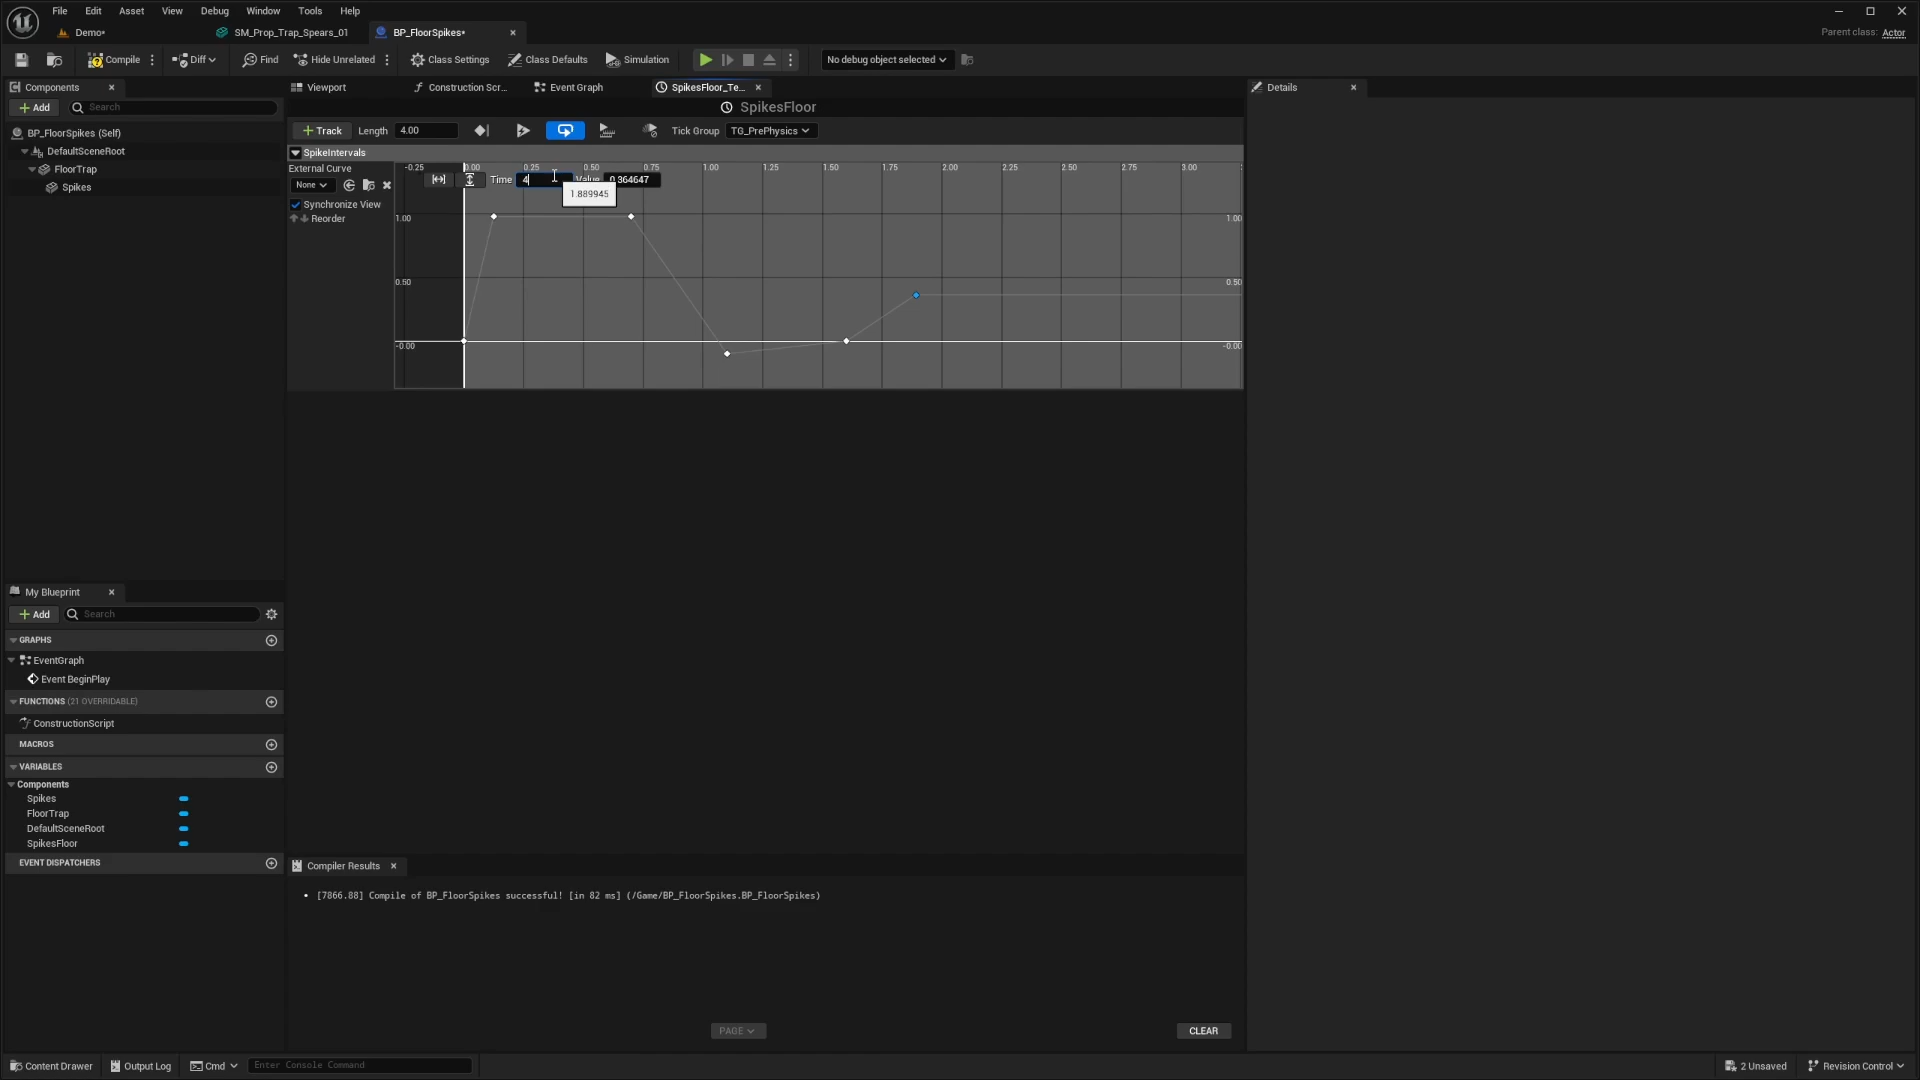 File Edit Asset View Debug Window Tools Help
Demo* SM_Prop_Trap_Spears_01 BP_FloorSpikes* Parent class: Actor
Compile Diff Find Hide Unrelated Class Settings Class Defaults Simulation No debug object selected
Components
Add Search
BP_FloorSpikes (Self)
DefaultSceneRoot
FloorTrap
Spikes
Viewport Construction Scr... Event Graph SpikesFloor_Te...
SpikesFloor
Track Length 4.00 Tick Group TG_PrePhysics
SpikeIntervals
External Curve
None
Synchronize View
Reorder
-0.25 0.00 0.25 0.50 0.75 1.00 1.25 1.50 1.75 2.00 2.25 2.50 2.75 3.00
Time 4 Value 0.364647
1.889945
1.00 1.00
0.50 0.50
-0.00 -0.00
Details
My Blueprint
Add Search
GRAPHS
EventGraph
Event BeginPlay
FUNCTIONS (21 OVERRIDABLE)
ConstructionScript
MACROS
VARIABLES
Components
Spikes
FloorTrap
DefaultSceneRoot
SpikesFloor
EVENT DISPATCHERS
Compiler Results
[7866.88] Compile of BP_FloorSpikes successful! [in 82 ms] (/Game/BP_FloorSpikes.BP_FloorSpikes)
PAGE CLEAR
Content Drawer Output Log Cmd Enter Console Command 2 Unsaved Revision Control